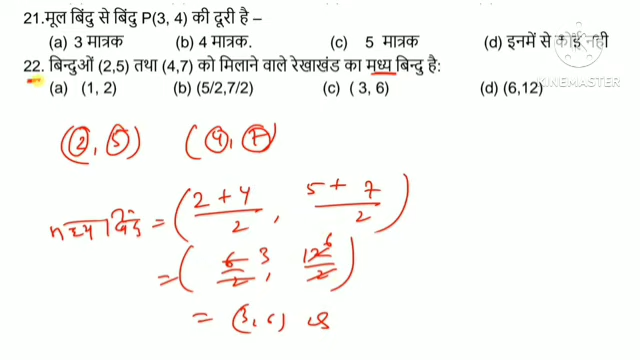 21.मूल बिंदु से बिंदु P(3, 4) की दूरी है –
(a) 3 मात्रक (b) 4 मात्रक. (c) 5 मात्रक (d) इनमें से कोई नही
22. बिन्दुओं (2,5) तथा (4,7) को मिलाने वाले रेखाखंड का मध्य बिन्दु है:
(a) (1, 2) (b) (5/2,7/2) (c) ( 3, 6) (d) (6,12)
KINEMASTER
(2, 5) (4, 7)
मध्य बिंदु = (2+4/2, 5+7/2)
= (6/2 3, 12/2 6)
= (3, 6)